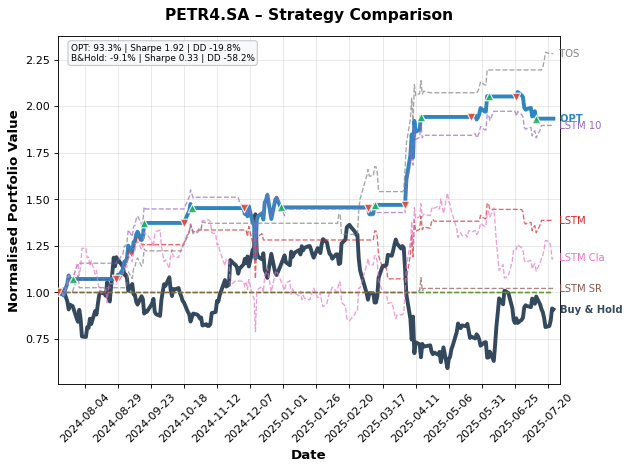 PETR4.SA – Strategy Comparison
OPT: 93.3% | Sharpe 1.92 | DD -19.8%
B&Hold: -9.1% | Sharpe 0.33 | DD -58.2%
Normalised Portfolio Value
2.25
2.00
1.75
1.50
1.25
1.00
0.75
TOS
OPT
LSTM 10
LSTM
LSTM Cla
LSTM SR
Buy & Hold
2024-08-04
2024-08-29
2024-09-23
2024-10-18
2024-11-12
2024-12-07
2025-01-01
2025-01-26
2025-02-20
2025-03-17
2025-04-11
2025-05-06
2025-05-31
2025-06-25
2025-07-20
Date